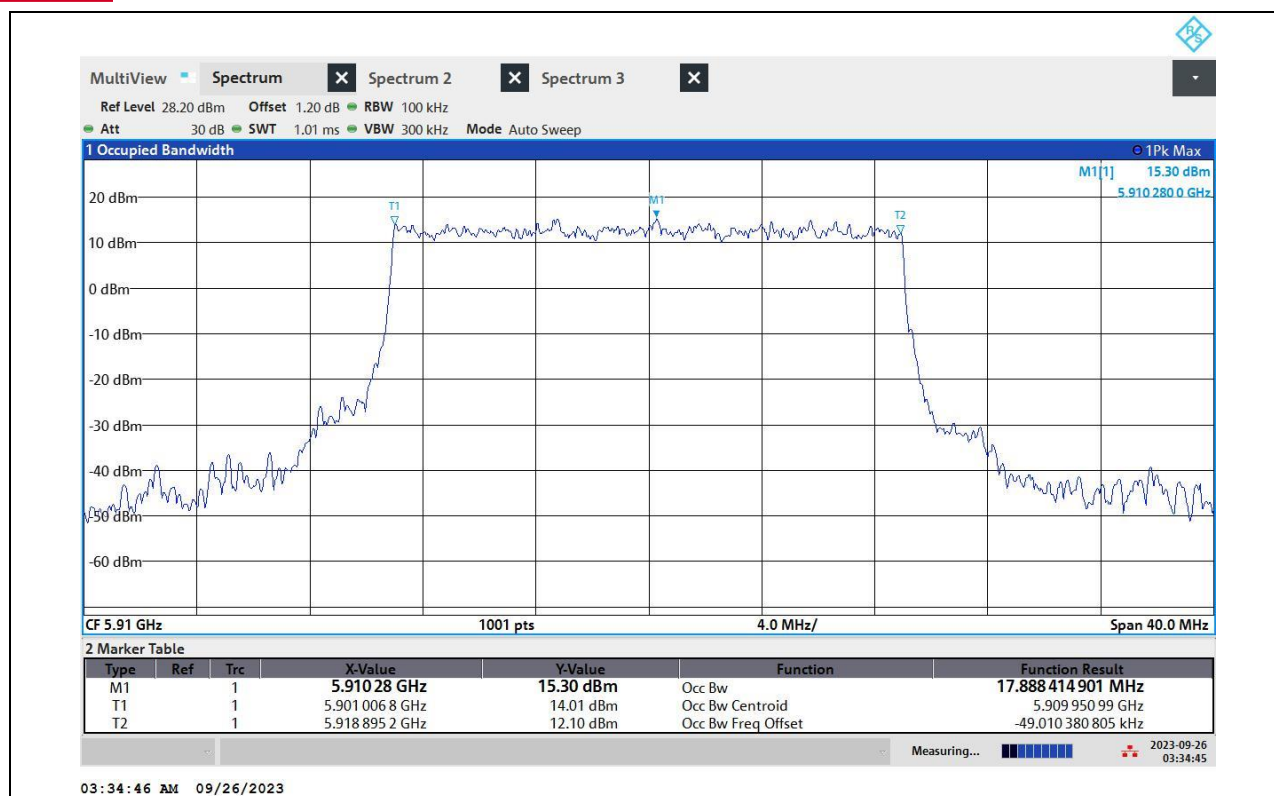 R&S
MultiView Spectrum X Spectrum 2 X Spectrum 3 X
Ref Level 28.20 dBm Offset 1.20 dB RBW 100 kHz
Att 30 dB SWT 1.01 ms VBW 300 kHz Mode Auto Sweep
1 Occupied Bandwidth 1Pk Max
M1[1] 15.30 dBm
5.910 280 0 GHz
20 dBm
T1 M1 T2
10 dBm
0 dBm
-10 dBm
-20 dBm
-30 dBm
-40 dBm
-50 dBm
-60 dBm
CF 5.91 GHz 1001 pts 4.0 MHz/ Span 40.0 MHz
2 Marker Table
Type Ref Trc X-Value Y-Value Function Function Result
M1 1 5.910 28 GHz 15.30 dBm Occ Bw 17.888 414 901 MHz
T1 1 5.901 006 8 GHz 14.01 dBm Occ Bw Centroid 5.909 950 99 GHz
T2 1 5.918 895 2 GHz 12.10 dBm Occ Bw Freq Offset -49.010 380 805 kHz
Measuring... 2023-09-26
03:34:45
03:34:46 AM 09/26/2023